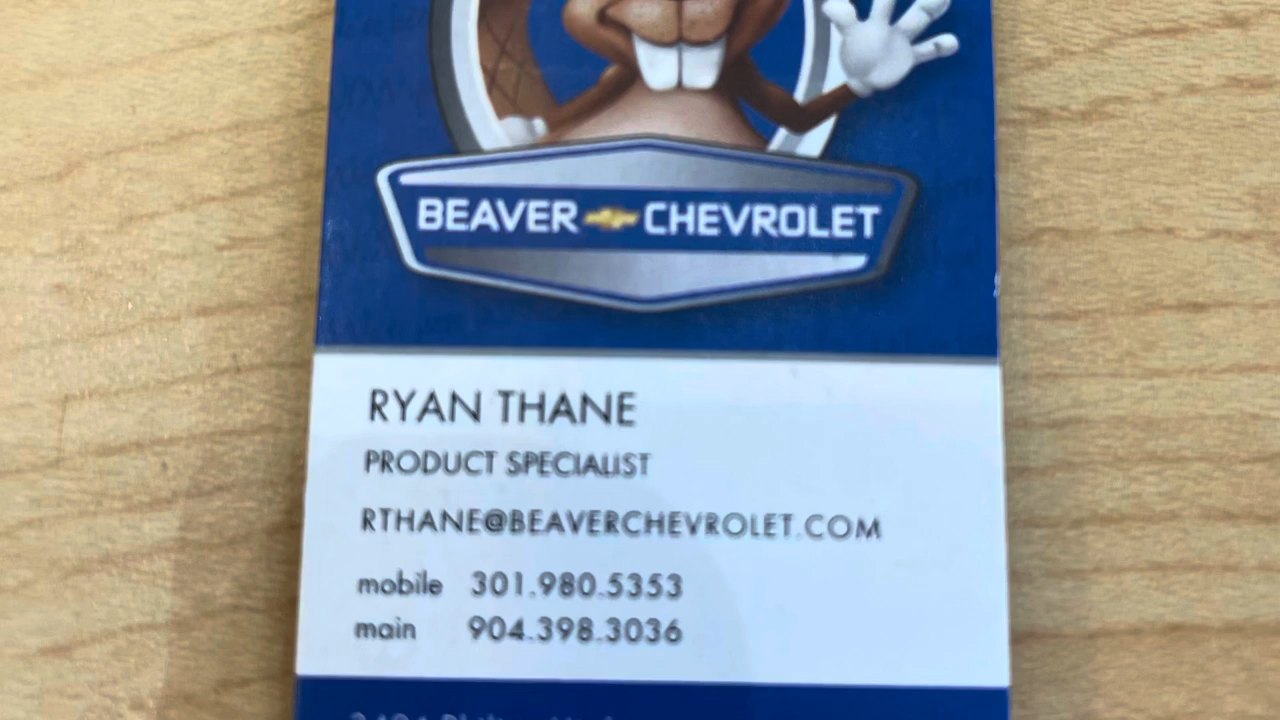 BEAVER CHEVROLET
RYAN THANE
PRODUCT SPECIALIST
RTHANE@BEAVERCHEVROLET.COM
mobile 301.980.5353
main 904.398.3036